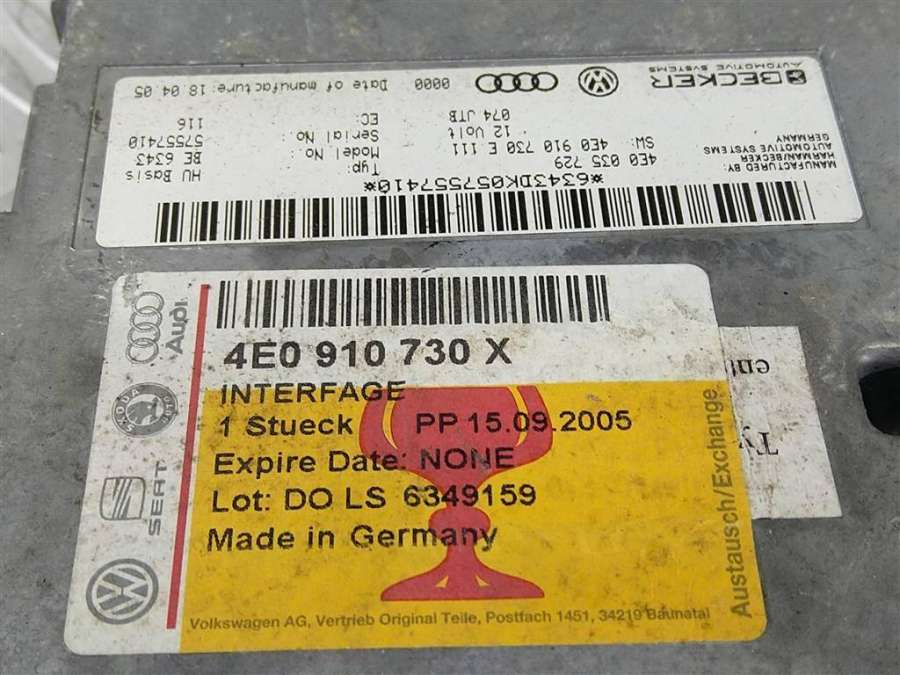 BECKER
AUTOMOTIVE SYSTEMS
0000 Date of manufacture: 18.04.05
MANUFACTURED BY:
HARMAN/BECKER
AUTOMOTIVE SYSTEMS
GERMANY
4E0 035 729
SW: 4E0 910 730 E 111
12 Volt
074 JTB
Typ: HU Basis
Model No.: BE 6343
Serial No.: 57557410
EC: 116
*6343DK057557410*
Audi
SKODA
SEAT
4E0 910 730 X
INTERFAGE
1 Stueck PP 15.09.2005
Expire Date: NONE
Lot: DO LS 6349159
Made in Germany
Volkswagen AG, Vertrieb Original Teile, Postfach 1451, 34219 Baunatal
Austausch/Exchange
Ty